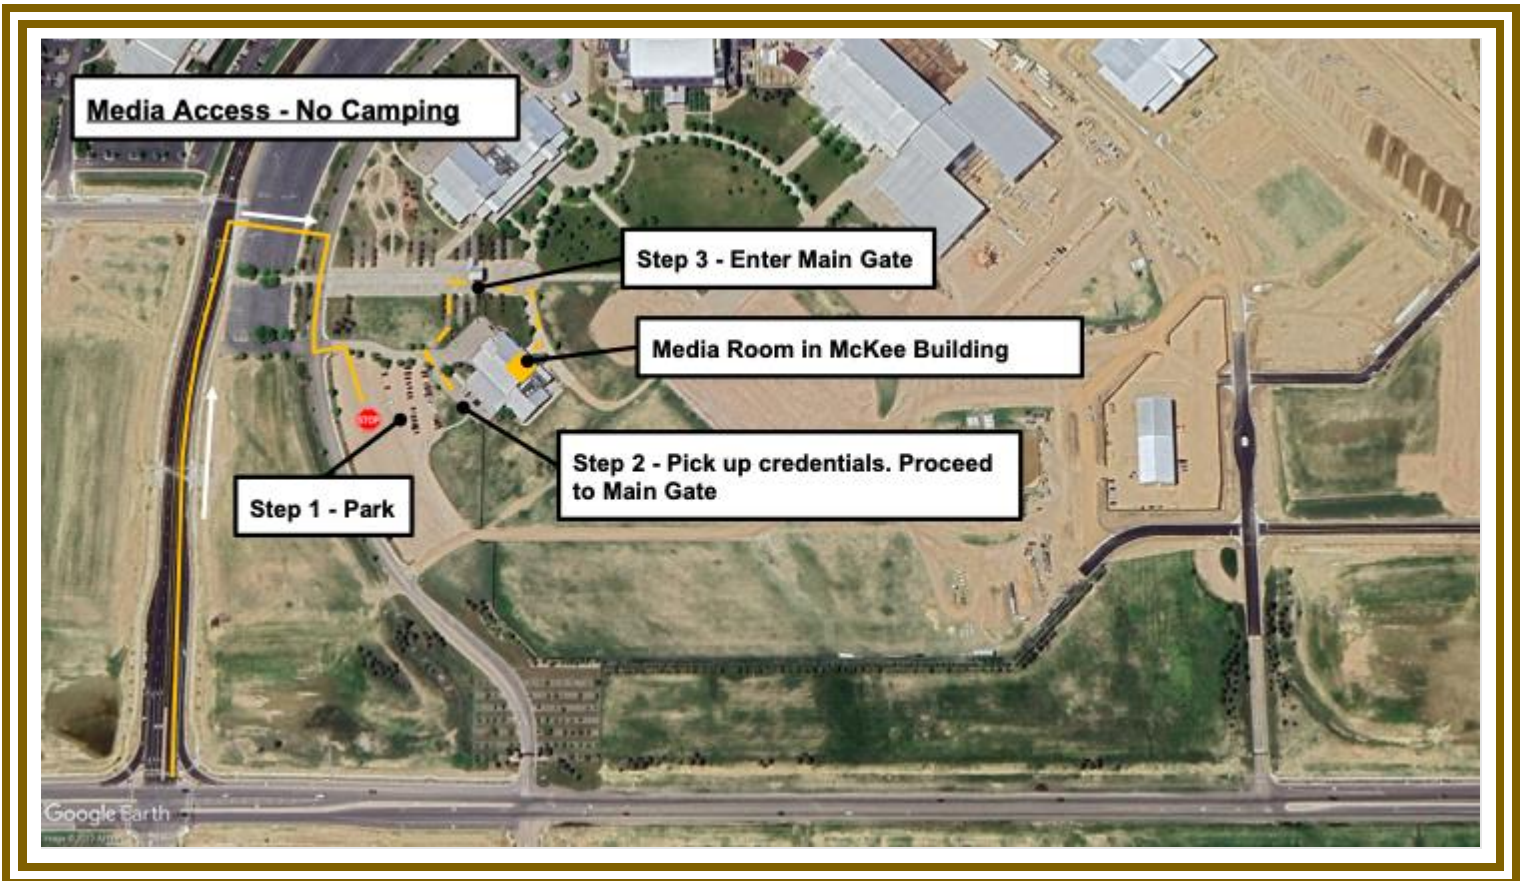 Media Access - No Camping
Step 3 - Enter Main Gate
Media Room in McKee Building
STOP
Step 2 - Pick up credentials. Proceed
to Main Gate
Step 1 - Park
Google Earth